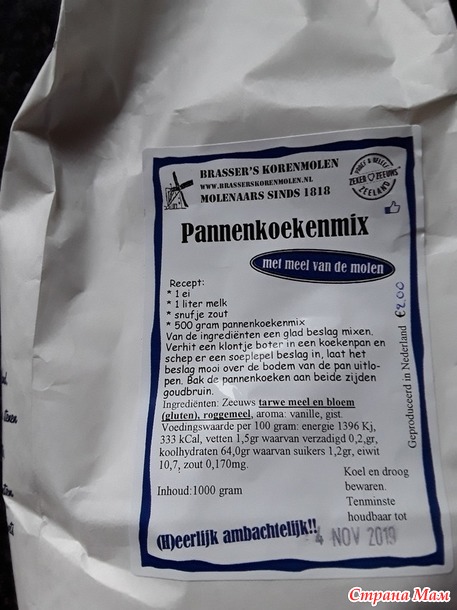 BRASSER'S KORENMOLEN
WWW.BRASSERSKORENMOLEN.NL
MOLENAARS SINDS 1818
PROEF & BELEEF
ZEKER ZEEUWS
ZEELAND
Pannenkoekenmix
met meel van de molen
Recept:
* 1 ei
* 1 liter melk
* snufje zout
* 500 gram pannenkoekenmix
Van de ingrediënten een glad beslag mixen.
Verhit een klontje boter in een koekenpan en
schep er een soeplepel beslag in, laat het
beslag mooi over de bodem van de pan uitlo-
pen. Bak de pannenkoeken aan beide zijden
goudbruin.
Ingrediënten: Zeeuws tarwe meel en bloem
(gluten), roggemeel, aroma: vanille, gist.
Voedingswaarde per 100 gram: energie 1396 Kj,
333 kCal, vetten 1,5gr waarvan verzadigd 0,2,gr,
koolhydraten 64,0gr waarvan suikers 1,2gr, eiwit
10,7, zout 0,170mg.
Inhoud:1000 gram
Koel en droog
bewaren.
Tenminste
houdbaar tot
4 NOV 2019
(H)eerlijk ambachtelijk!!
Geproduceerd in Nederland
€2,00
Страна Мам